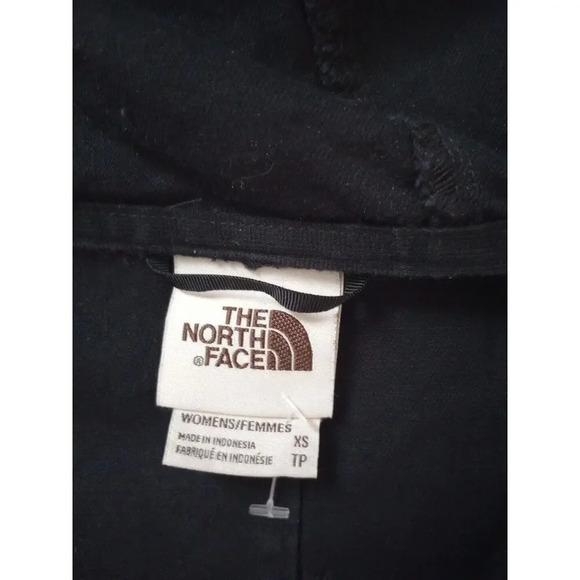 THE
NORTH
®FACE
WOMENS/FEMMES
MADE IN INDONESIA XS
FABRIQUÉ EN INDONÉSIE TP